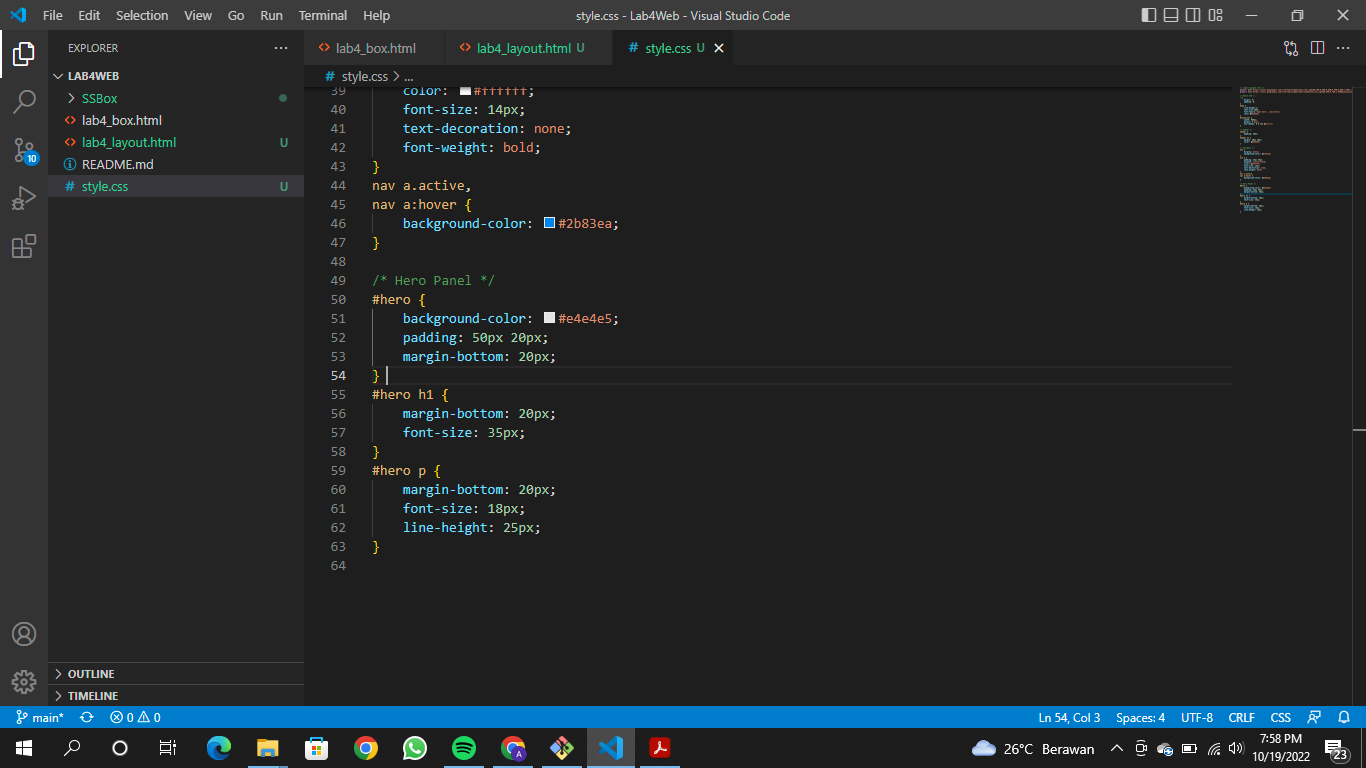 File Edit Selection View Go Run Terminal Help
style.css - Lab4Web - Visual Studio Code
EXPLORER
LAB4WEB
SSBox
lab4_box.html
lab4_layout.html U
README.md
style.css U
10
OUTLINE
TIMELINE
lab4_box.html
lab4_layout.html U
# style.css U
# style.css > ...
39 color: #ffffff;
40 font-size: 14px;
41 text-decoration: none;
42 font-weight: bold;
43 }
44 nav a.active,
45 nav a:hover {
46 background-color: #2b83ea;
47 }
48
49 /* Hero Panel */
50 #hero {
51 background-color: #e4e4e5;
52 padding: 50px 20px;
53 margin-bottom: 20px;
54 }
55 #hero h1 {
56 margin-bottom: 20px;
57 font-size: 35px;
58 }
59 #hero p {
60 margin-bottom: 20px;
61 font-size: 18px;
62 line-height: 25px;
63 }
64
main* 0 0
Ln 54, Col 3 Spaces: 4 UTF-8 CRLF CSS
26°C Berawan
7:58 PM
10/19/2022
23